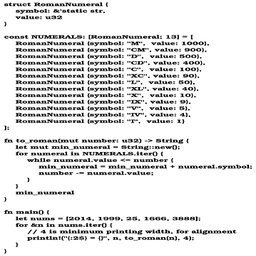 struct RomanNumeral {
symbol: &'static str,
value: u32
}
const NUMERALS: [RomanNumeral; 13] = [
RomanNumeral {symbol: "M", value: 1000},
RomanNumeral {symbol: "CM", value: 900},
RomanNumeral {symbol: "D", value: 500},
RomanNumeral {symbol: "CD", value: 400},
RomanNumeral {symbol: "C", value: 100},
RomanNumeral {symbol: "XC", value: 90},
RomanNumeral {symbol: "L", value: 50},
RomanNumeral {symbol: "XL", value: 40},
RomanNumeral {symbol: "X", value: 10},
RomanNumeral {symbol: "IX", value: 9},
RomanNumeral {symbol: "V", value: 5},
RomanNumeral {symbol: "IV", value: 4},
RomanNumeral {symbol: "I", value: 1}
];
fn to_roman(mut number: u32) -> String {
let mut min_numeral = String::new();
for numeral in NUMERALS.iter() {
while numeral.value <= number {
min_numeral = min_numeral + numeral.symbol;
number -= numeral.value;
}
}
min_numeral
}
fn main() {
let nums = [2014, 1999, 25, 1666, 3888];
for &n in nums.iter() {
// 4 is minimum printing width, for alignment
println!("{:2$} = {}", n, to_roman(n), 4);
}
}